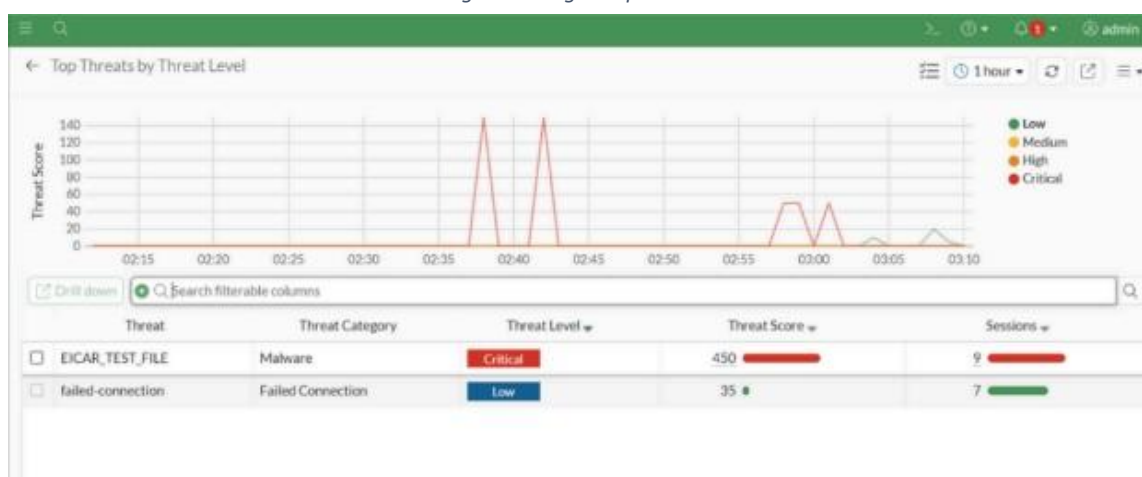 admin
Top Threats by Threat Level
1 hour
Threat Score
140
120
100
80
60
40
20
0
02:15 02:20 02:25 02:30 02:35 02:40 02:45 02:50 02:55 03:00 03:05 03:10
Low
Medium
High
Critical
Drill down Search filterable columns
Threat Threat Category Threat Level Threat Score Sessions
EICAR_TEST_FILE Malware Critical 450 9
failed-connection Failed Connection Low 35 7